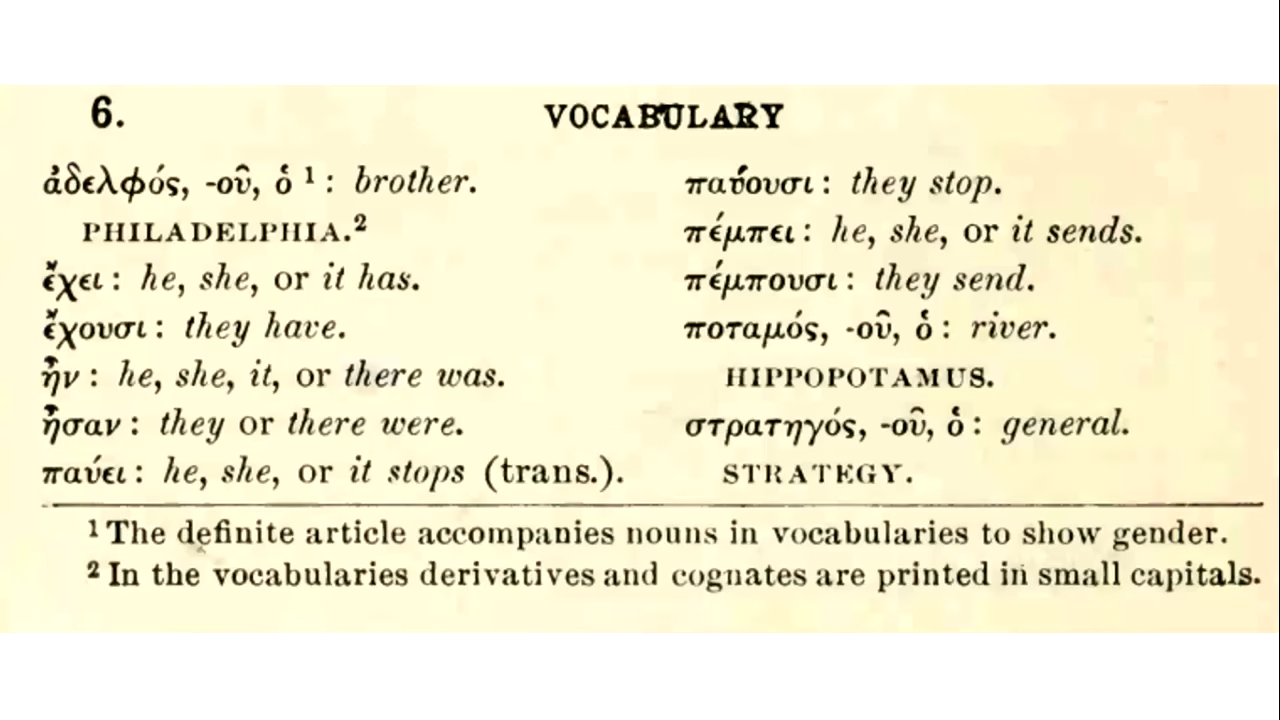 6. VOCABULARY
ἀδελφός, -οῦ, ὁ ¹ : brother.
PHILADELPHIA.²
ἔχει : he, she, or it has.
ἔχουσι : they have.
ἦν : he, she, it, or there was.
ἦσαν : they or there were.
παύει : he, she, or it stops (trans.).
παύουσι : they stop.
πέμπει : he, she, or it sends.
πέμπουσι : they send.
ποταμός, -οῦ, ὁ : river.
HIPPOPOTAMUS.
στρατηγός, -οῦ, ὁ : general.
STRATEGY.
¹ The definite article accompanies nouns in vocabularies to show gender.
² In the vocabularies derivatives and cognates are printed in small capitals.